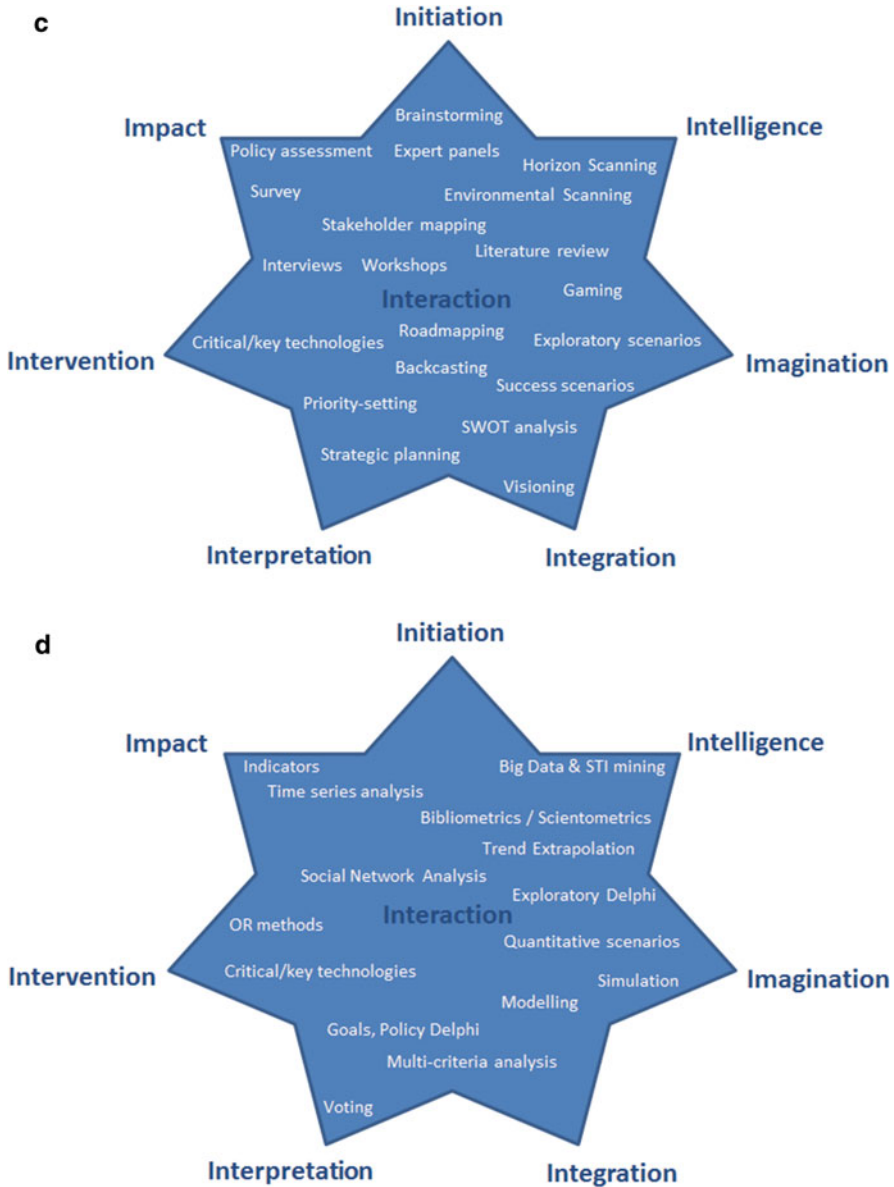 c
Initiation
Impact
Intelligence
Brainstorming
Policy assessment
Expert panels
Horizon Scanning
Survey
Environmental Scanning
Stakeholder mapping
Literature review
Interviews
Workshops
Gaming
Interaction
Intervention
Critical/key technologies
Roadmapping
Exploratory scenarios
Imagination
Backcasting
Success scenarios
Priority-setting
SWOT analysis
Strategic planning
Visioning
Interpretation
Integration
d
Initiation
Impact
Intelligence
Indicators
Big Data & STI mining
Time series analysis
Bibliometrics / Scientometrics
Trend Extrapolation
Social Network Analysis
Exploratory Delphi
Interaction
OR methods
Quantitative scenarios
Intervention
Critical/key technologies
Simulation
Imagination
Modelling
Goals, Policy Delphi
Multi-criteria analysis
Voting
Interpretation
Integration